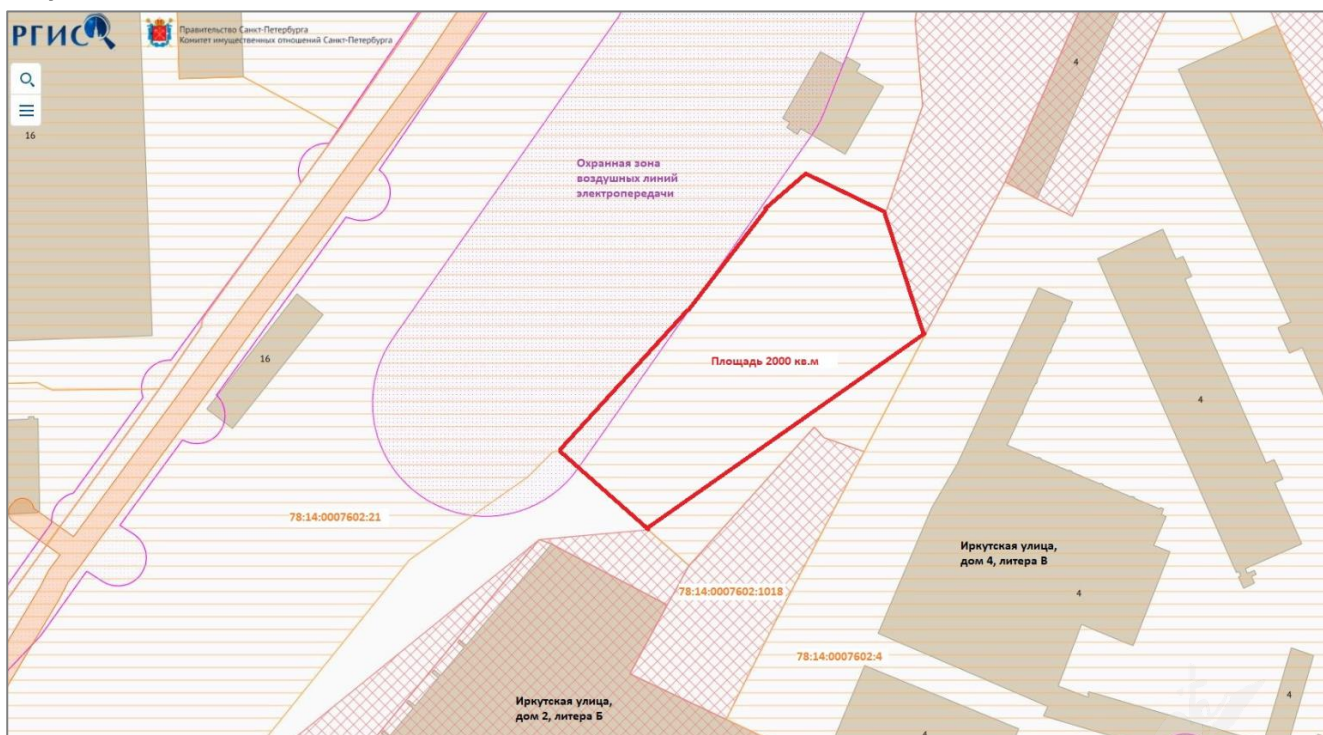 РГИС
Правительство Санкт-Петербурга
Комитет имущественных отношений Санкт-Петербурга
4
16
Охранная зона
воздушных линий
электропередачи
16
Площадь 2000 кв.м
4
78:14:0007602:21
Иркутская улица,
дом 4, литера В
78:14:0007602:1018
4
78:14:0007602:4
Иркутская улица,
дом 2, литера Б
4
4